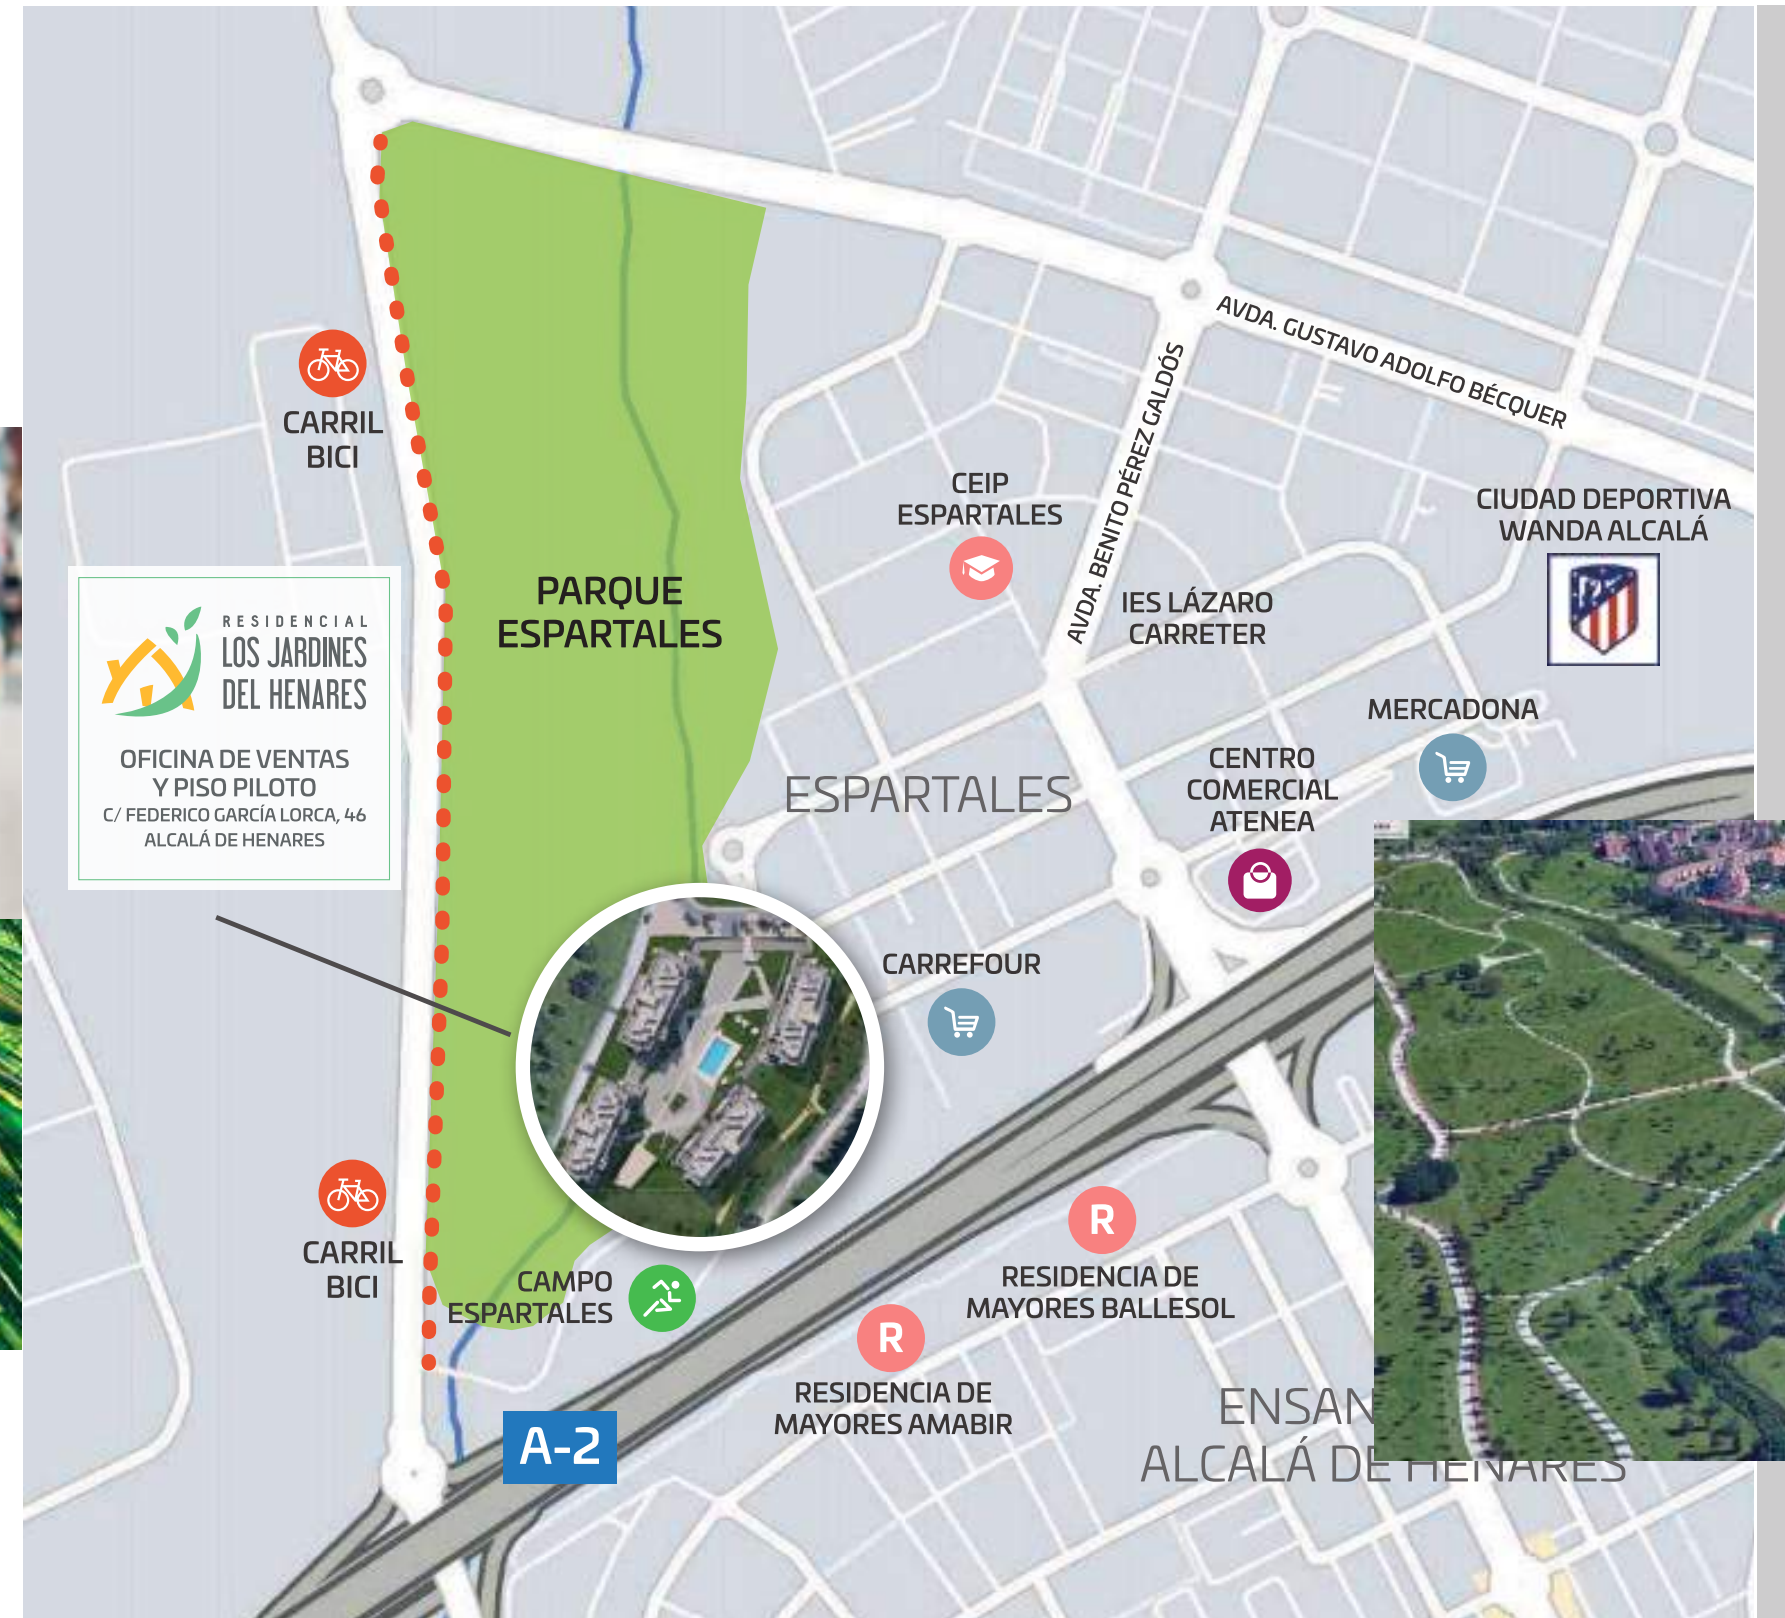 CARRIL
BICI
AVDA. GUSTAVO ADOLFO BÉCQUER
AVDA. BENITO PÉREZ GALDÓS
CEIP
ESPARTALES
CIUDAD DEPORTIVA
WANDA ALCALÁ
PARQUE
ESPARTALES
IES LÁZARO
CARRETER
RESIDENCIAL
LOS JARDINES
DEL HENARES
OFICINA DE VENTAS
Y PISO PILOTO
C/ FEDERICO GARCÍA LORCA, 46
ALCALÁ DE HENARES
MERCADONA
CENTRO
COMERCIAL
ATENEA
ESPARTALES
CARREFOUR
CARRIL
BICI
CAMPO
ESPARTALES
R
RESIDENCIA DE
MAYORES BALLESOL
R
RESIDENCIA DE
MAYORES AMABIR
A-2
ENSAN
ALCALÁ DE HENARES